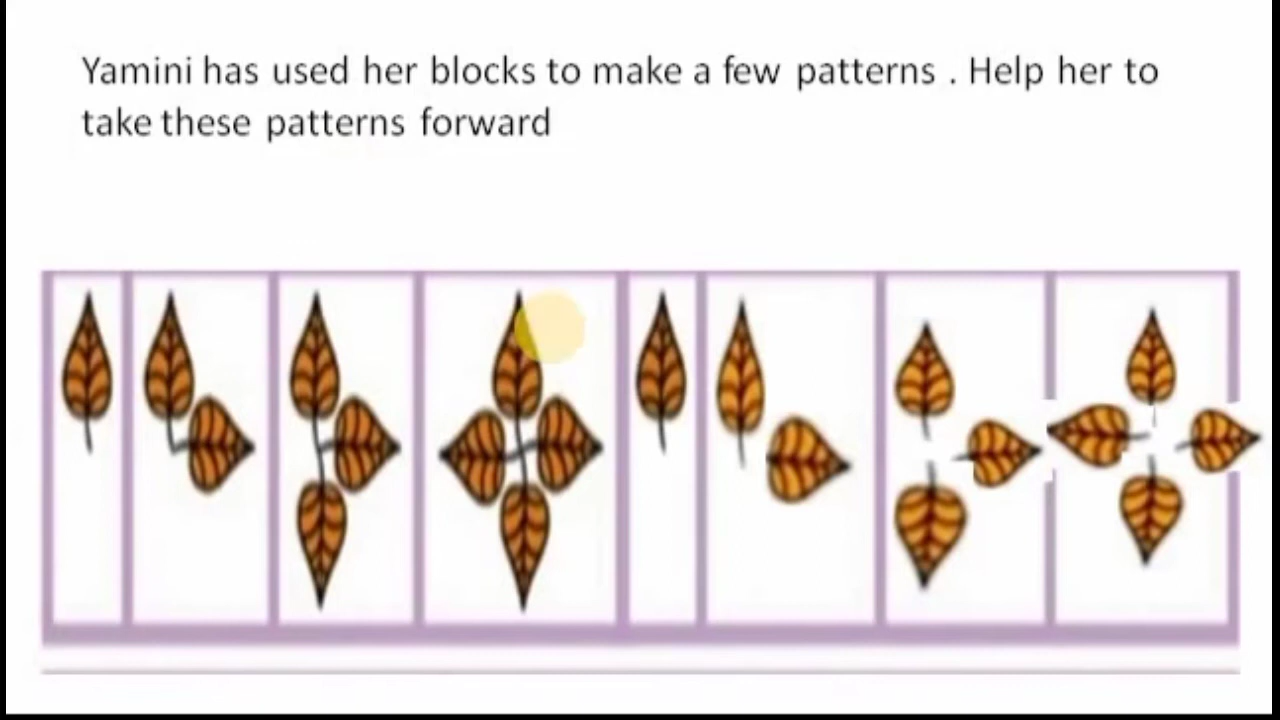 Yamini has used her blocks to make a few patterns . Help her to
take these patterns forward